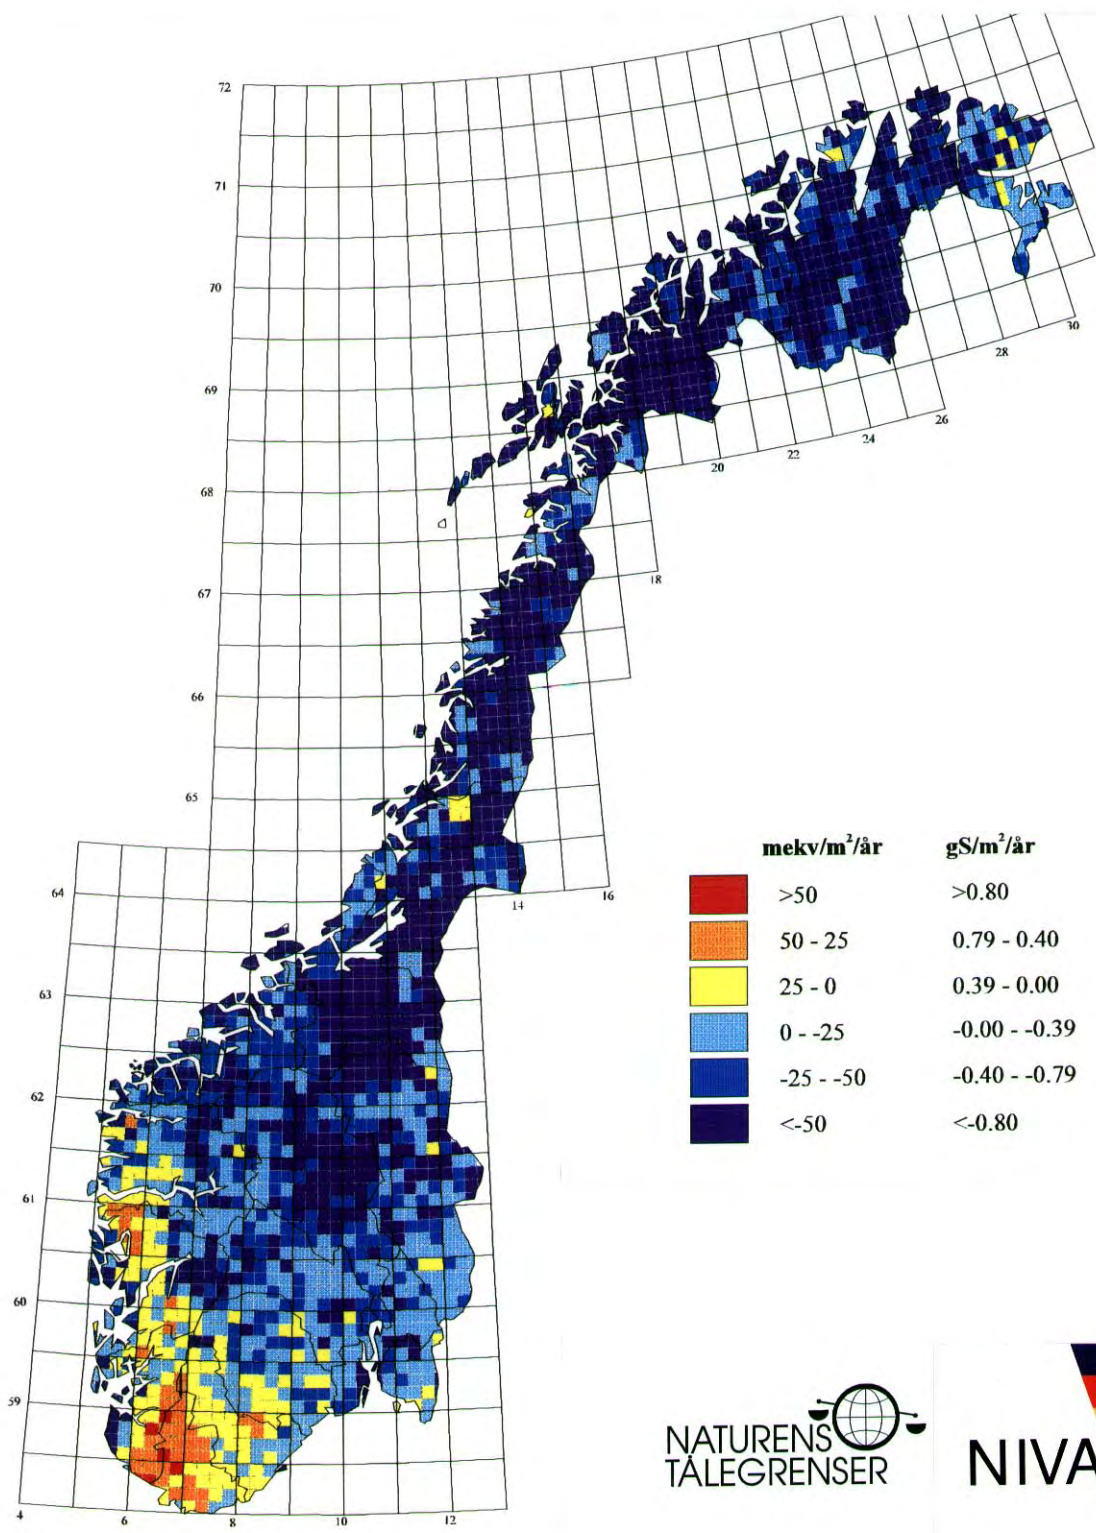 72
71
70
69
68
67
66
65
64
63
62
61
60
59
4 6 8 10 12
14 16
18
20 22 24 26
28 30
mekv/m²/år gS/m²/år
>50 >0.80
50 - 25 0.79 - 0.40
25 - 0 0.39 - 0.00
0 - -25 -0.00 - -0.39
-25 - -50 -0.40 - -0.79
<-50 <-0.80
NATURENS
TÅLEGRENSER
NIVA